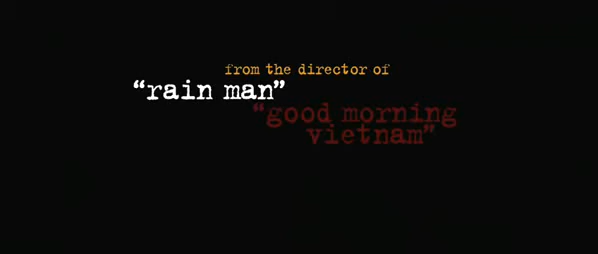 from the director of
“rain man”
“good morning
vietnam”